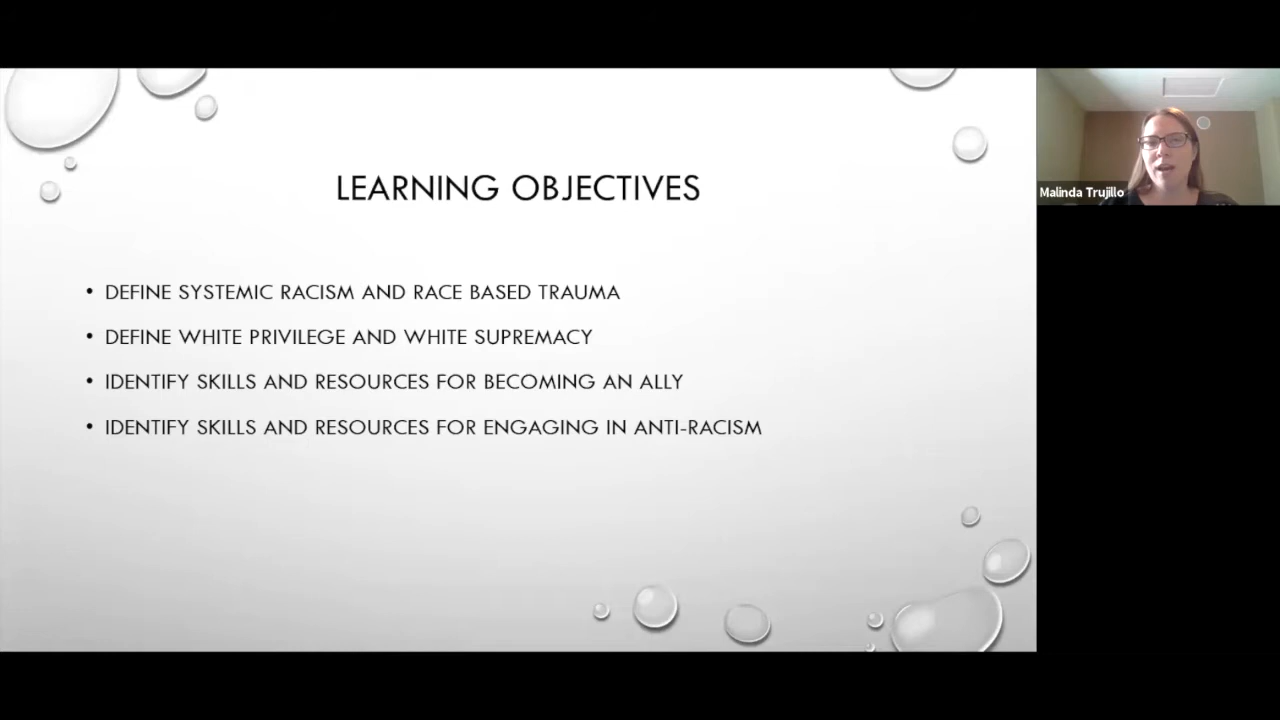 LEARNING OBJECTIVES
• DEFINE SYSTEMIC RACISM AND RACE BASED TRAUMA
• DEFINE WHITE PRIVILEGE AND WHITE SUPREMACY
• IDENTIFY SKILLS AND RESOURCES FOR BECOMING AN ALLY
• IDENTIFY SKILLS AND RESOURCES FOR ENGAGING IN ANTI-RACISM
Malinda Trujillo